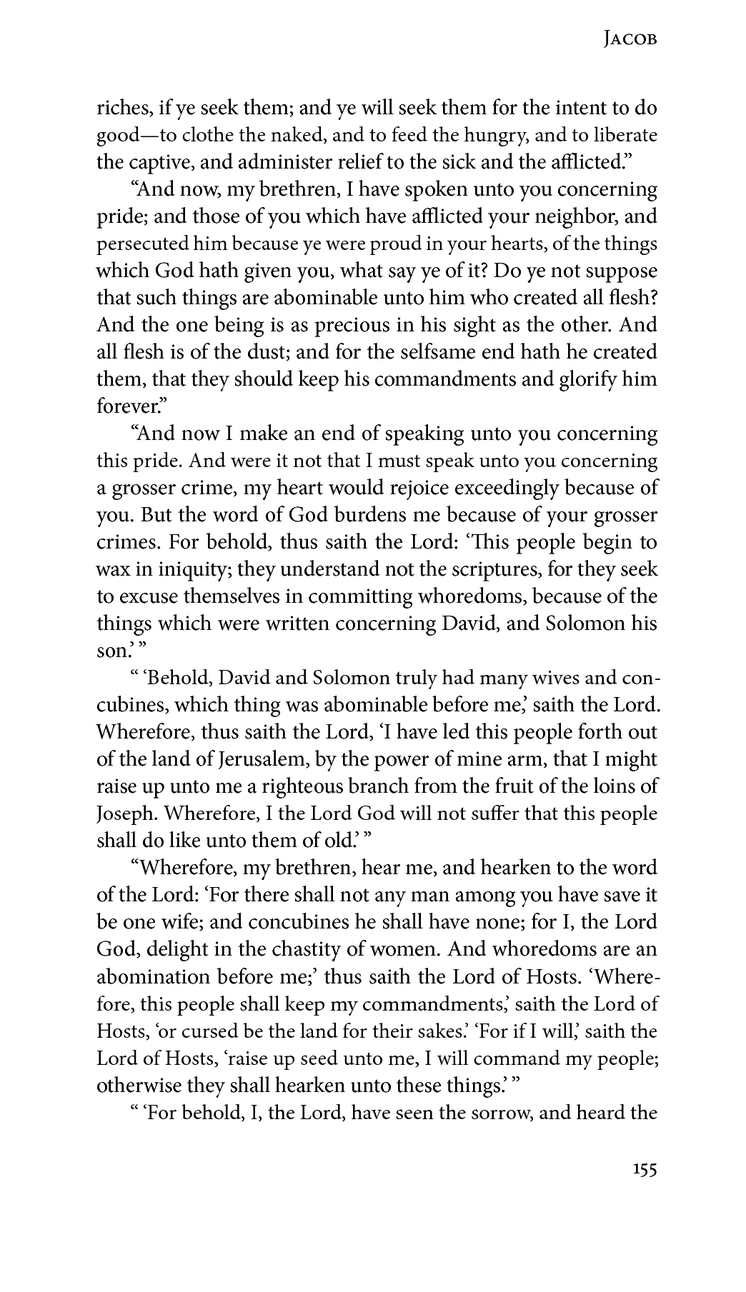 Jacob
riches, if ye seek them; and ye will seek them for the intent to do
good—to clothe the naked, and to feed the hungry, and to liberate
the captive, and administer relief to the sick and the afflicted.”
“And now, my brethren, I have spoken unto you concerning
pride; and those of you which have afflicted your neighbor, and
persecuted him because ye were proud in your hearts, of the things
which God hath given you, what say ye of it? Do ye not suppose
that such things are abominable unto him who created all flesh?
And the one being is as precious in his sight as the other. And
all flesh is of the dust; and for the selfsame end hath he created
them, that they should keep his commandments and glorify him
forever.”
“And now I make an end of speaking unto you concerning
this pride. And were it not that I must speak unto you concerning
a grosser crime, my heart would rejoice exceedingly because of
you. But the word of God burdens me because of your grosser
crimes. For behold, thus saith the Lord: ‘This people begin to
wax in iniquity; they understand not the scriptures, for they seek
to excuse themselves in committing whoredoms, because of the
things which were written concerning David, and Solomon his
son.’ ”
“ ‘Behold, David and Solomon truly had many wives and con-
cubines, which thing was abominable before me,’ saith the Lord.
Wherefore, thus saith the Lord, ‘I have led this people forth out
of the land of Jerusalem, by the power of mine arm, that I might
raise up unto me a righteous branch from the fruit of the loins of
Joseph. Wherefore, I the Lord God will not suffer that this people
shall do like unto them of old.’ ”
“Wherefore, my brethren, hear me, and hearken to the word
of the Lord: ‘For there shall not any man among you have save it
be one wife; and concubines he shall have none; for I, the Lord
God, delight in the chastity of women. And whoredoms are an
abomination before me;’ thus saith the Lord of Hosts. ‘Where-
fore, this people shall keep my commandments,’ saith the Lord of
Hosts, ‘or cursed be the land for their sakes.’ ‘For if I will,’ saith the
Lord of Hosts, ‘raise up seed unto me, I will command my people;
otherwise they shall hearken unto these things.’ ”
“ ‘For behold, I, the Lord, have seen the sorrow, and heard the
155